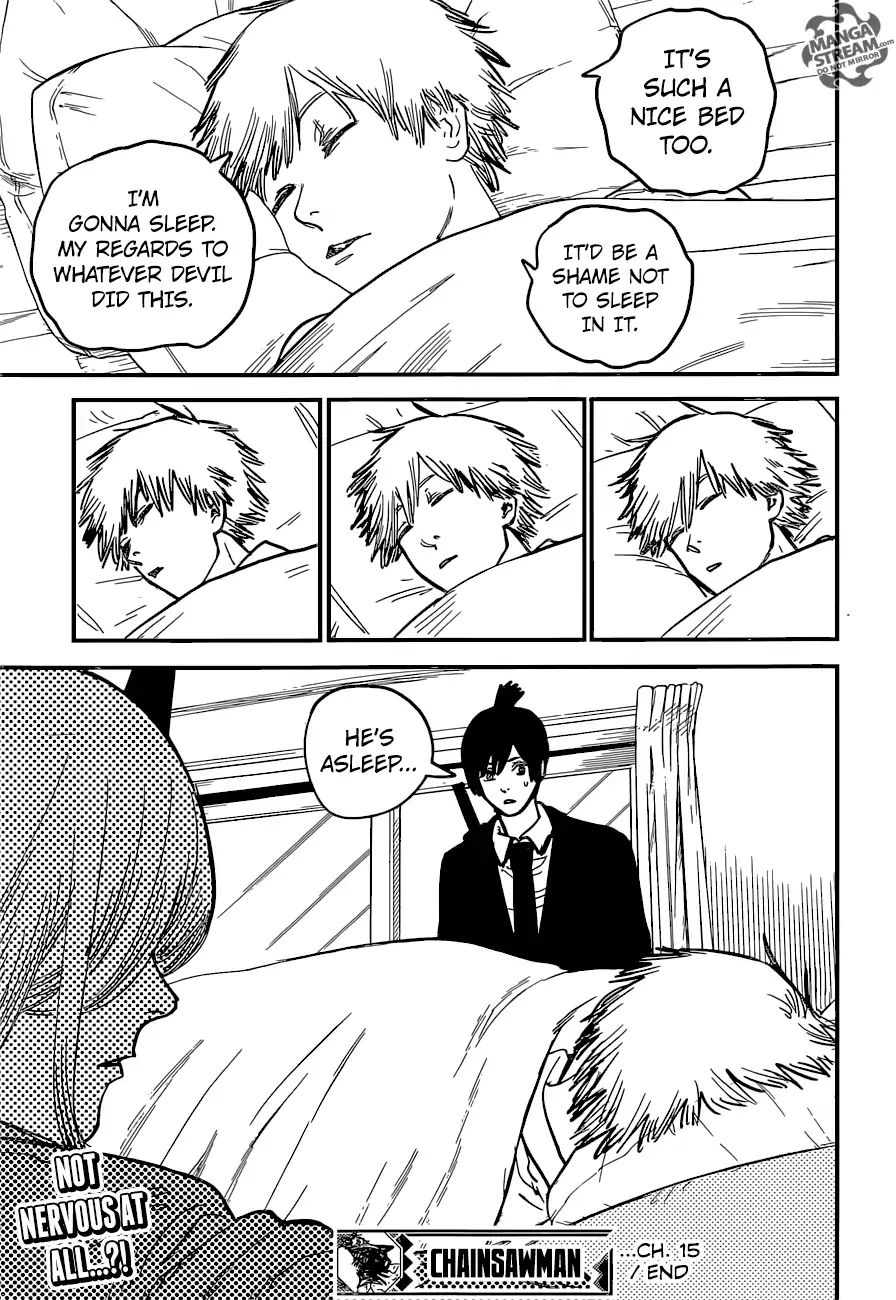 MANGA
STREAM.com
DO NOT MIRROR!
IT'S
SUCH A
NICE BED
TOO.
I'M
GONNA SLEEP.
MY REGARDS TO
WHATEVER DEVIL
DID THIS.
IT'D BE A
SHAME NOT
TO SLEEP
IN IT.
HE'S
ASLEEP...
NOT
NERVOUS AT
ALL...?!
CHAINSAWMAN
...CH. 15
/ END